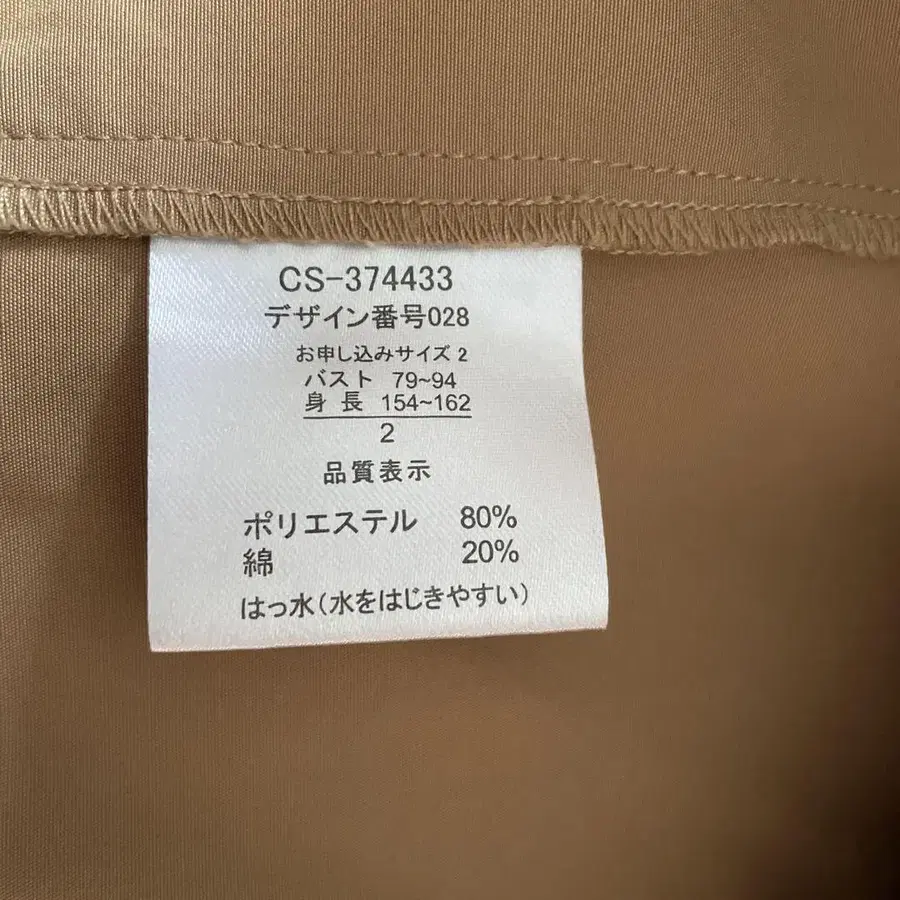 CS-374433
デザイン番号028
お申し込みサイズ 2
バスト 79~94
身 長 154~162
2
品質表示
ポリエステル 80%
綿 20%
はっ水(水をはじきやすい)